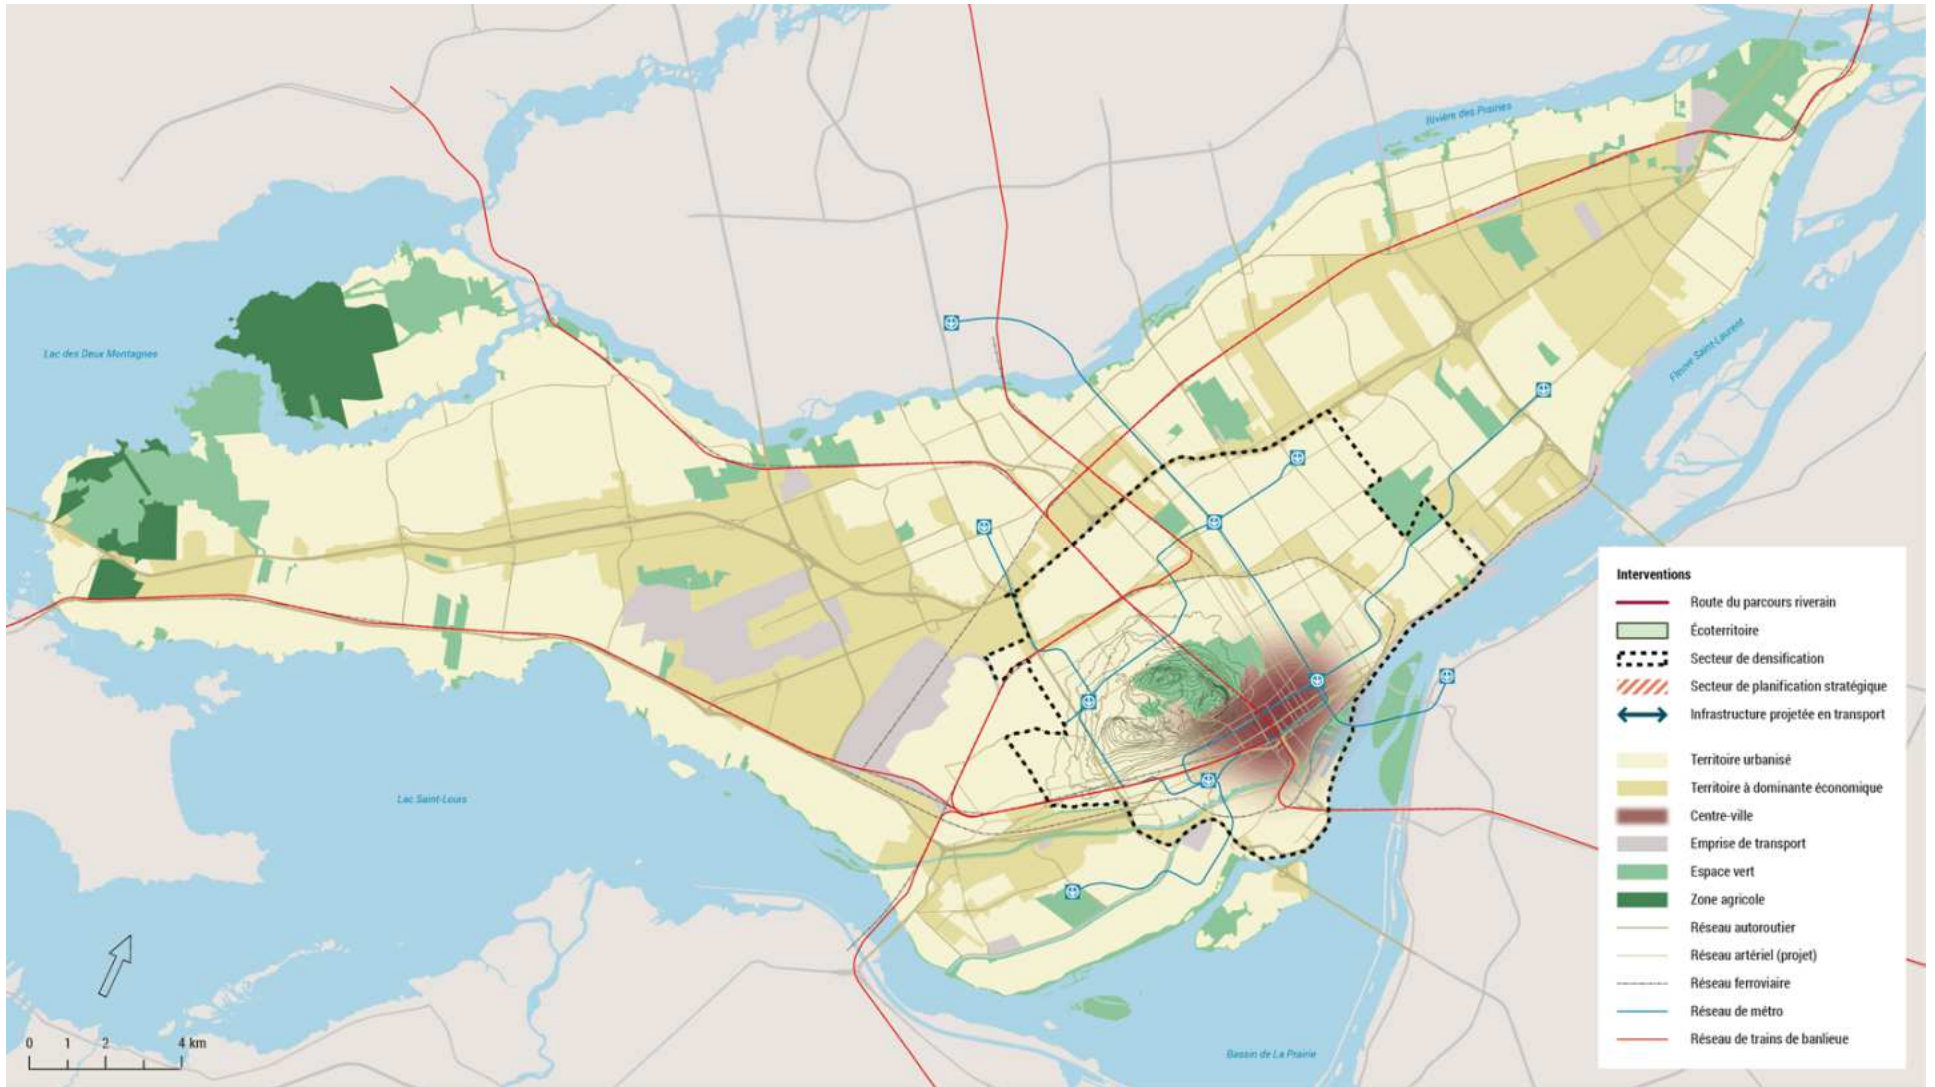 Rivière des Prairies
Lac des Deux Montagnes
Fleuve Saint-Laurent
Lac Saint-Louis
Bassin de La Prairie
0 1 2 4 km
Interventions
Route du parcours riverain
Écoterritoire
Secteur de densification
Secteur de planification stratégique
Infrastructure projetée en transport
Territoire urbanisé
Territoire à dominante économique
Centre-ville
Emprise de transport
Espace vert
Zone agricole
Réseau autoroutier
Réseau artériel (projet)
Réseau ferroviaire
Réseau de métro
Réseau de trains de banlieue